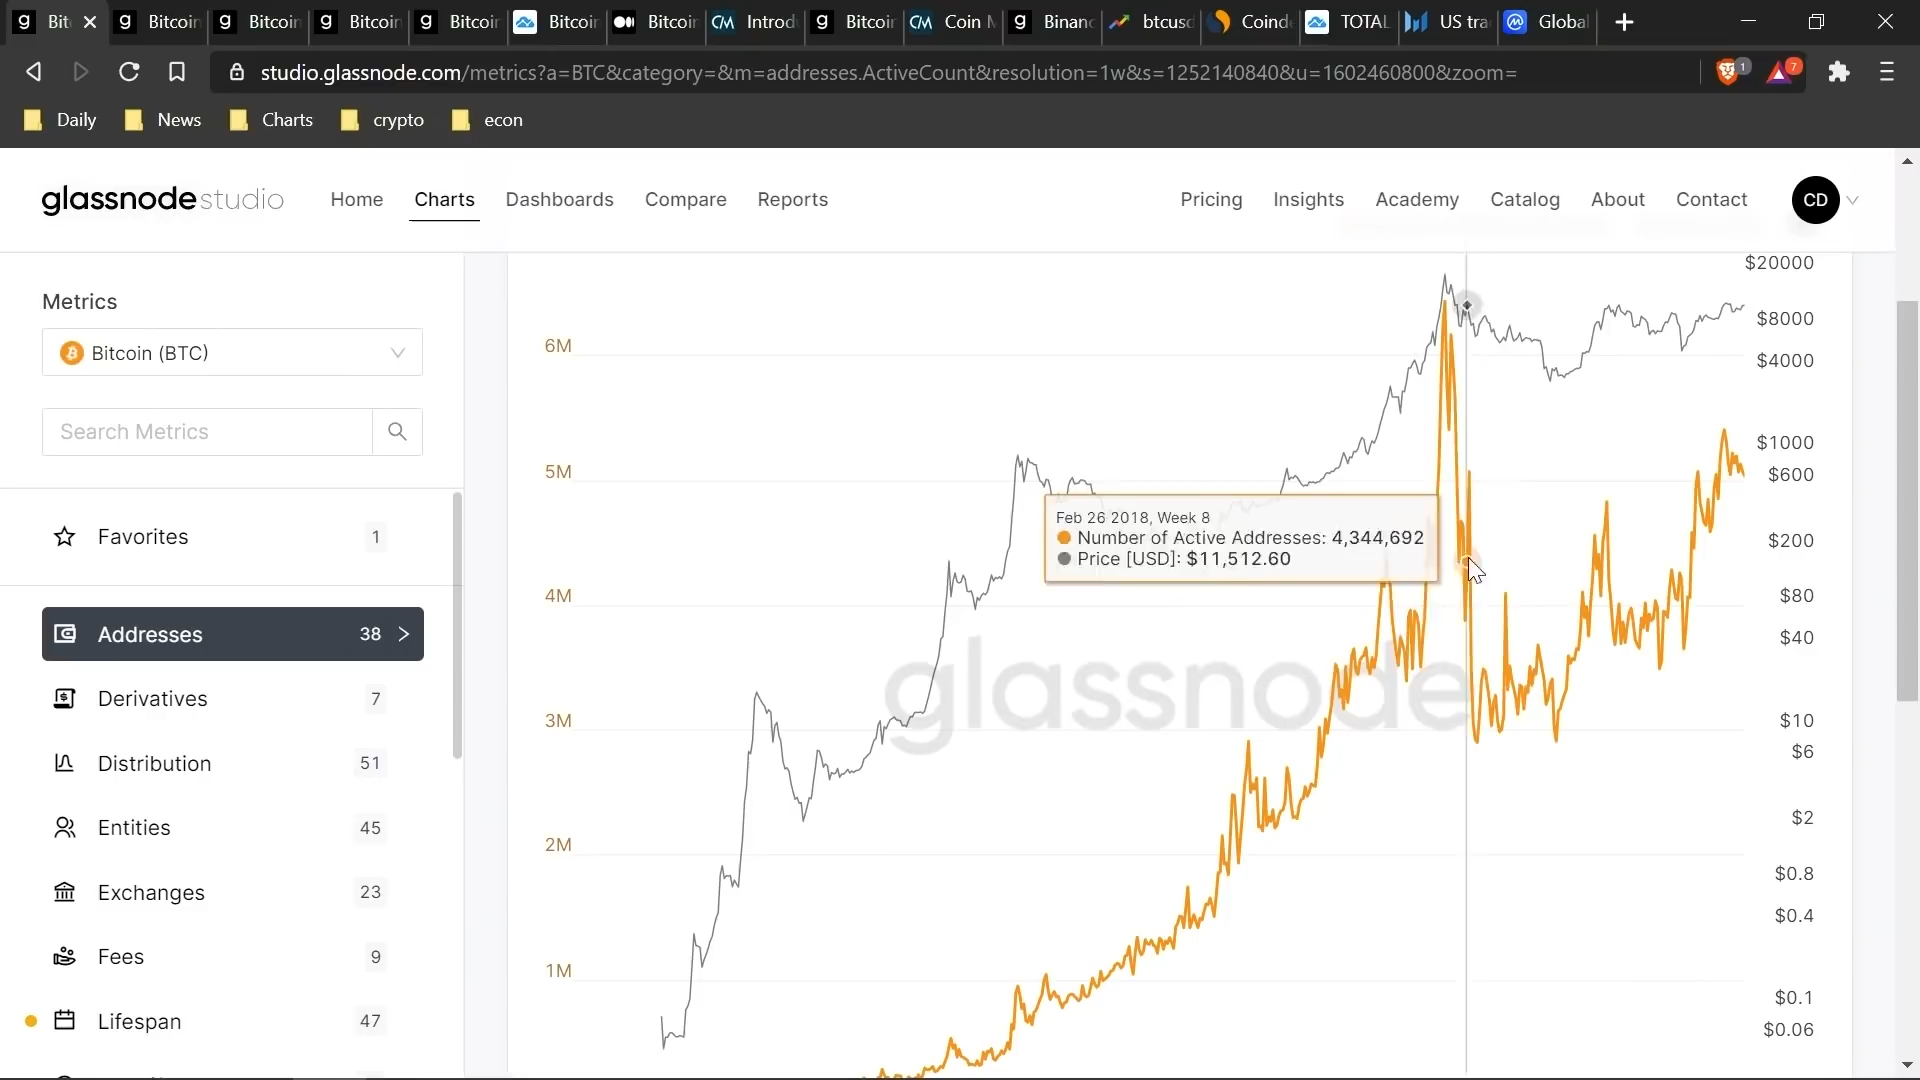 Bit
Bitcoin
Bitcoin
Bitcoin
Bitcoin
Bitcoin
Bitcoin
Introd
Bitcoin
Coin M
Binanc
btcusd
Coinde
TOTAL
US tra
Global
studio.glassnode.com/metrics?a=BTC&category=&m=addresses.ActiveCount&resolution=1w&s=1252140840&u=1602460800&zoom=
1
7
Daily
News
Charts
crypto
econ
glassnode studio
Home
Charts
Dashboards
Compare
Reports
Pricing
Insights
Academy
Catalog
About
Contact
CD
Metrics
Bitcoin (BTC)
Search Metrics
Favorites 1
Addresses 38
Derivatives 7
Distribution 51
Entities 45
Exchanges 23
Fees 9
Lifespan 47
6M
5M
4M
3M
2M
1M
Feb 26 2018, Week 8
Number of Active Addresses: 4,344,692
Price [USD]: $11,512.60
glassnode
$20000
$8000
$4000
$1000
$600
$200
$80
$40
$10
$6
$2
$0.8
$0.4
$0.1
$0.06